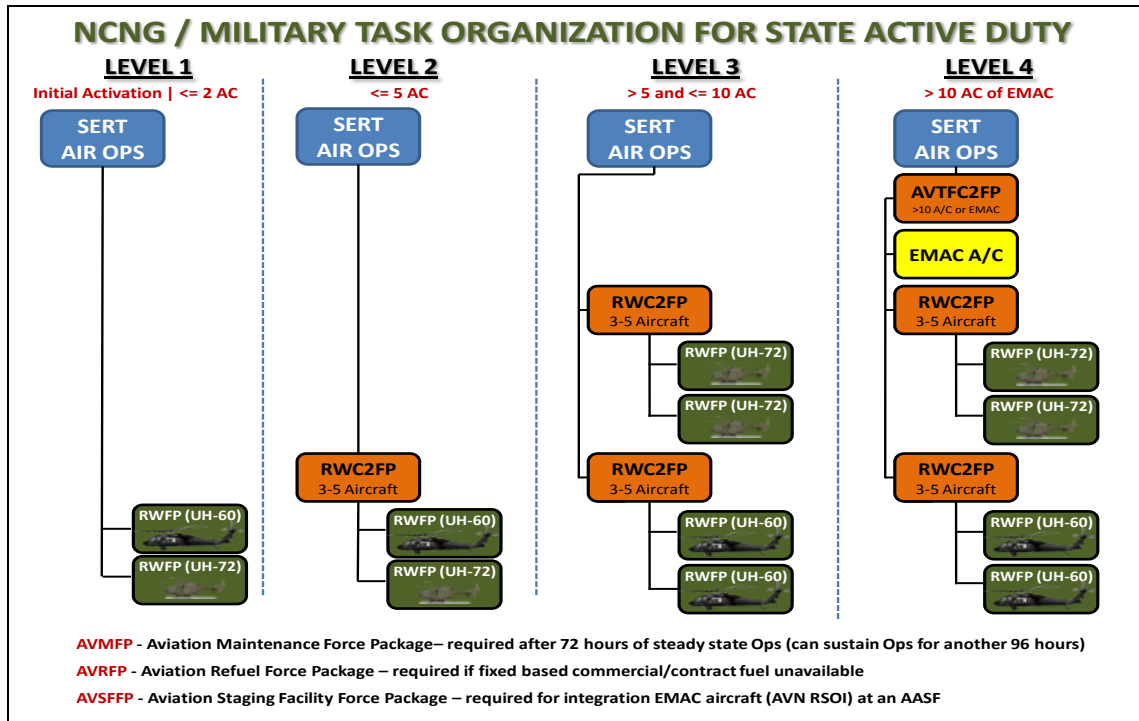 NCNG / MILITARY TASK ORGANIZATION FOR STATE ACTIVE DUTY
LEVEL 1
Initial Activation | <= 2 AC
SERT
AIR OPS
RWFP (UH-60)
RWFP (UH-72)
LEVEL 2
<= 5 AC
SERT
AIR OPS
RWC2FP
3-5 Aircraft
RWFP (UH-60)
RWFP (UH-72)
LEVEL 3
> 5 and <= 10 AC
SERT
AIR OPS
RWC2FP
3-5 Aircraft
RWFP (UH-72)
RWFP (UH-72)
RWC2FP
3-5 Aircraft
RWFP (UH-60)
RWFP (UH-60)
LEVEL 4
> 10 AC of EMAC
SERT
AIR OPS
AVTFC2FP
>10 A/C or EMAC
EMAC A/C
RWC2FP
3-5 Aircraft
RWFP (UH-72)
RWFP (UH-72)
RWC2FP
3-5 Aircraft
RWFP (UH-60)
RWFP (UH-60)
AVMFP - Aviation Maintenance Force Package– required after 72 hours of steady state Ops (can sustain Ops for another 96 hours)
AVRFP - Aviation Refuel Force Package – required if fixed based commercial/contract fuel unavailable
AVSFFP - Aviation Staging Facility Force Package – required for integration EMAC aircraft (AVN RSOI) at an AASF